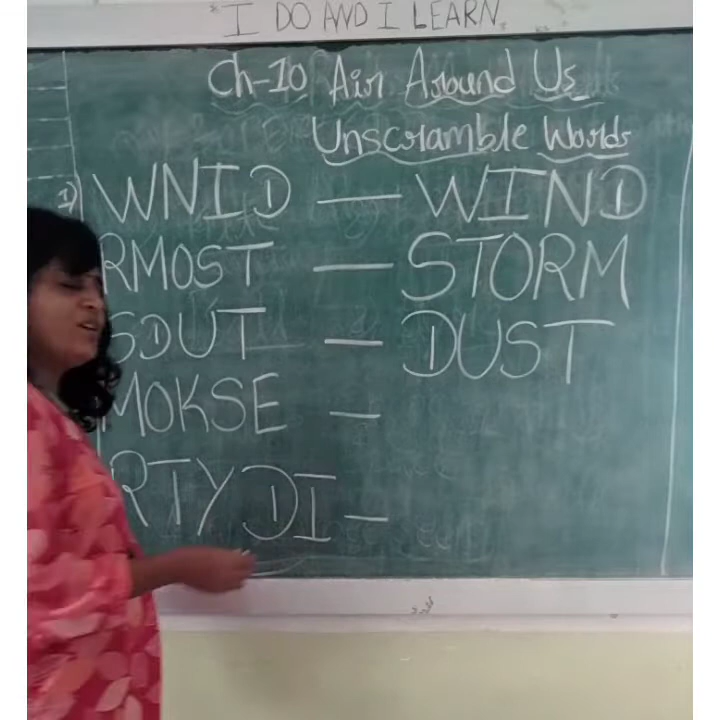 I DO AND I LEARN
Ch-10 Air Around Us
Unscramble Words
1) WNID — WIND
RMOST — STORM
SDUT — DUST
MOKSE —
RTYDI —